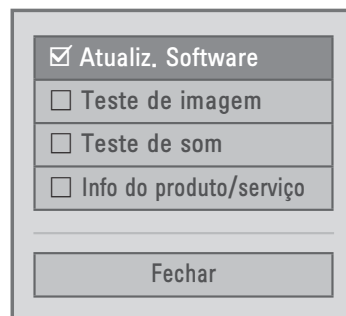 ☑ Atualiz. Software
☐ Teste de imagem
☐ Teste de som
☐ Info do produto/serviço
Fechar